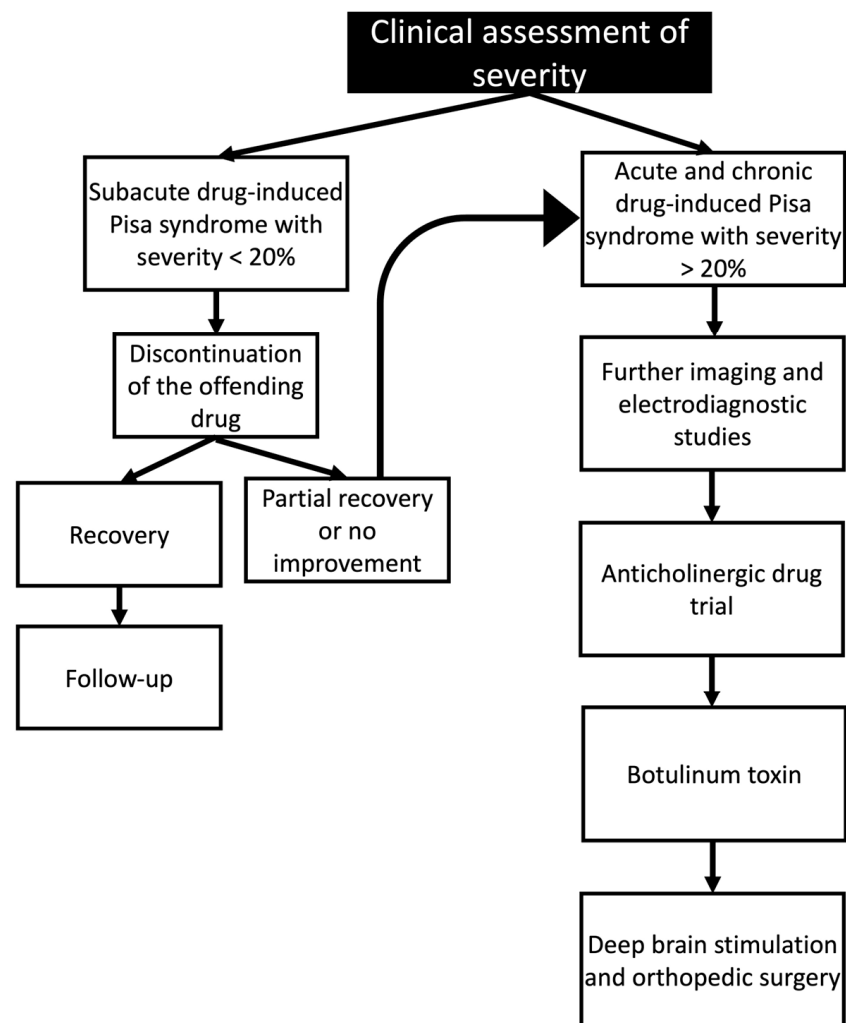 Clinical assessment of
severity
Subacute drug-induced
Pisa syndrome with
severity < 20%
Acute and chronic
drug-induced Pisa
syndrome with severity
> 20%
Discontinuation
of the offending
drug
Further imaging and
electrodiagnostic
studies
Recovery
Partial recovery
or no
improvement
Anticholinergic drug
trial
Follow-up
Botulinum toxin
Deep brain stimulation
and orthopedic surgery